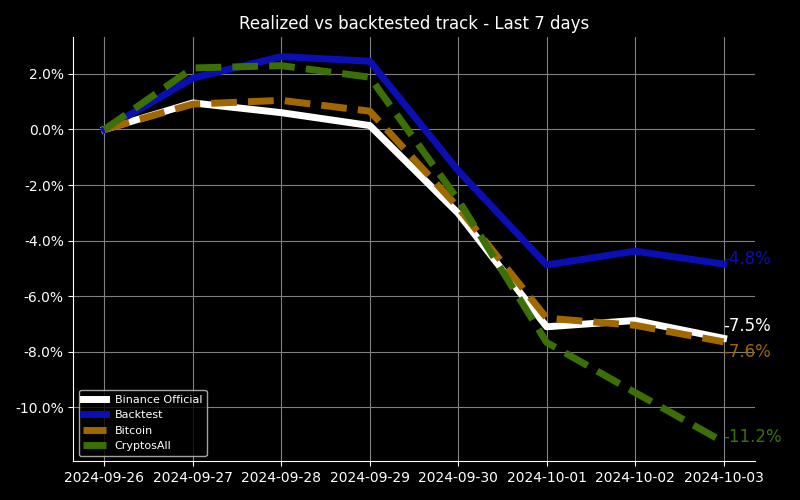 Realized vs backtested track - Last 7 days
2.0%
0.0%
-2.0%
-4.0%
-6.0%
-8.0%
-10.0%
-4.8%
-7.5%
-7.6%
-11.2%
Binance Official
Backtest
Bitcoin
CryptosAll
2024-09-26 2024-09-27 2024-09-28 2024-09-29 2024-09-30 2024-10-01 2024-10-02 2024-10-03